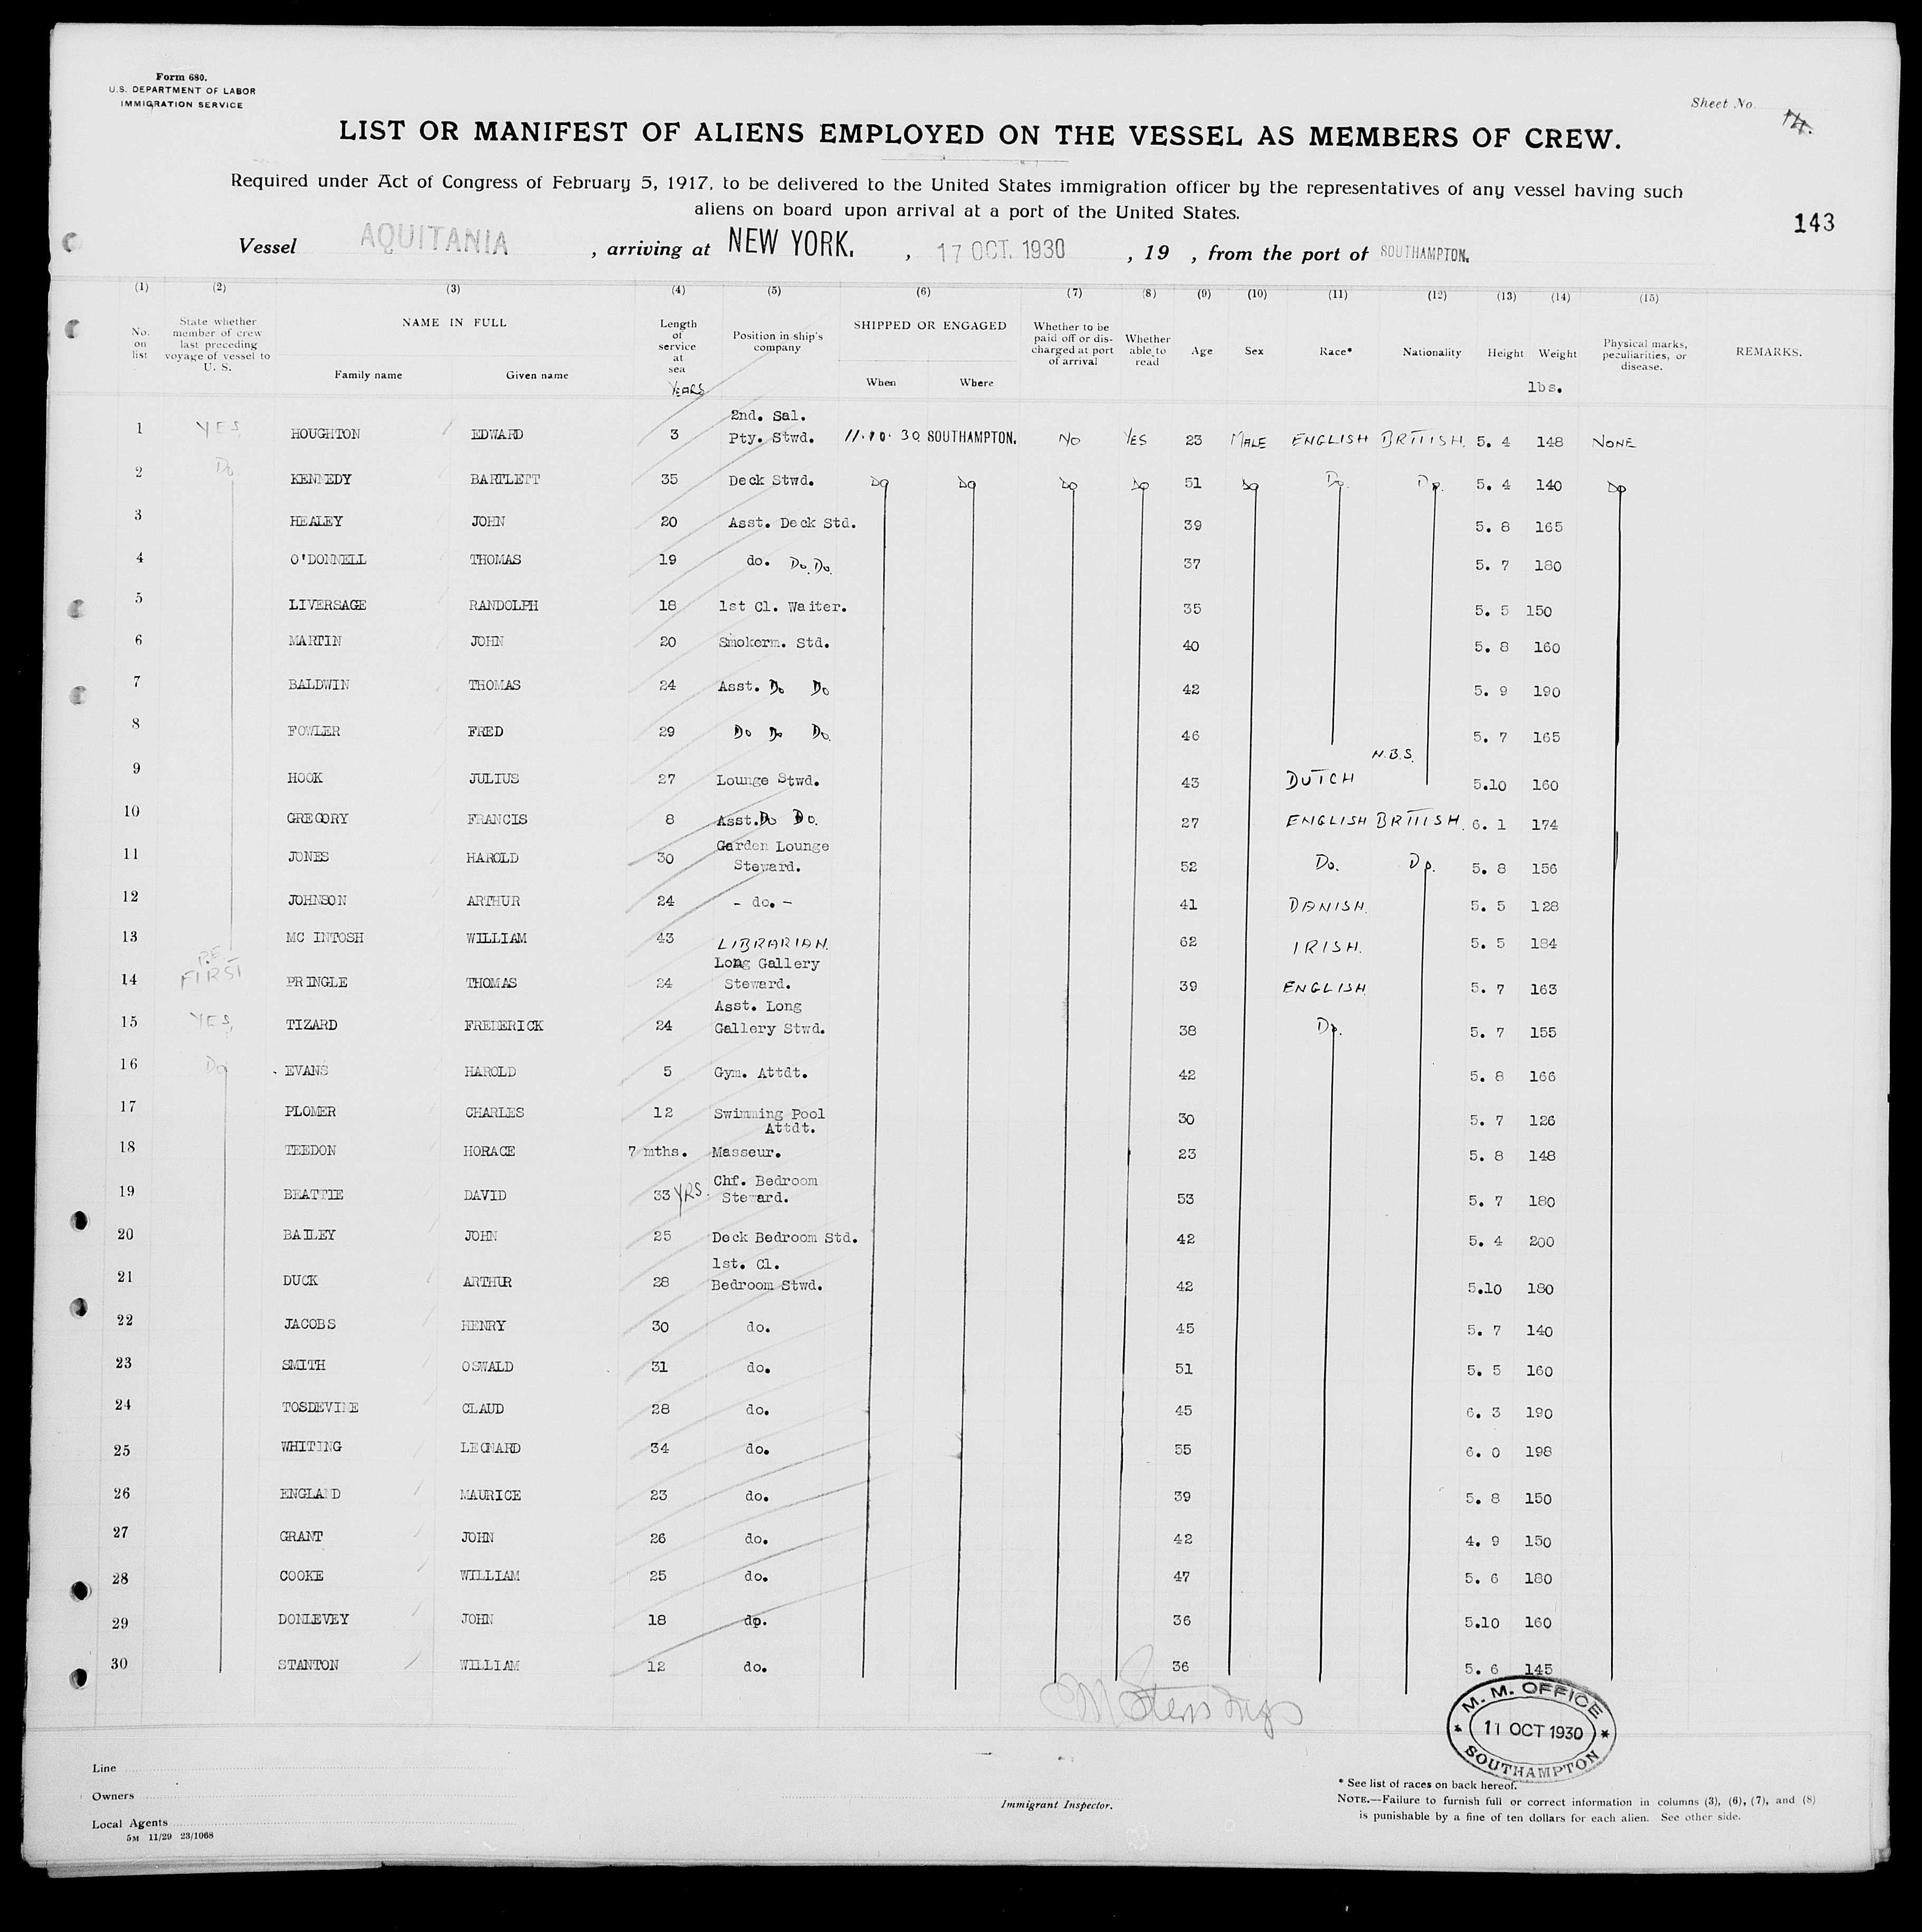 Form 680.
U.S. DEPARTMENT OF LABOR
IMMIGRATION SERVICE
Sheet No.
LIST OR MANIFEST OF ALIENS EMPLOYED ON THE VESSEL AS MEMBERS OF CREW.
Required under Act of Congress of February 5, 1917, to be delivered to the United States immigration officer by the representatives of any vessel having such
aliens on board upon arrival at a port of the United States.
143
Vessel AQUITANIA , arriving at NEW YORK. , 17 OCT. 1930 , 19 , from the port of SOUTHAMPTON.
(1) (2) (3) (4) (5) (6) (7) (8) (9) (10) (11) (12) (13) (14) (15)
No. on list
State whether member of crew last preceding voyage of vessel to U. S.
NAME IN FULL
Family name Given name
Length of service at sea
YEARS
Position in ship's company
SHIPPED OR ENGAGED
When Where
Whether to be paid off or discharged at port of arrival
Whether able to read
Age Sex Race* Nationality Height Weight
lbs.
Physical marks, peculiarities, or disease.
REMARKS.
1 YES HOUGHTON EDWARD 3 2nd. Sal. Pty. Stwd. 11.10.30 SOUTHAMPTON. NO YES 23 MALE ENGLISH BRITISH. 5. 4 148 NONE
2 Do KENNEDY BARTLETT 35 Deck Stwd. Do Do Do Do 51 Do Do. Do. 5. 4 140 Do
3 HEALEY JOHN 20 Asst. Deck Std. 39 5. 8 165
4 O'DONNELL THOMAS 19 do. Do. Do. 37 5. 7 180
5 LIVERSAGE RANDOLPH 18 1st Cl. Waiter. 35 5. 5 150
6 MARTIN JOHN 20 Smokerm. Std. 40 5. 8 160
7 BALDWIN THOMAS 24 Asst. Do Do 42 5. 9 190
8 FOWLER FRED 29 Do Do Do. 46 5. 7 165
N.B.S.
9 HOOK JULIUS 27 Lounge Stwd. 43 DUTCH 5.10 160
10 GREGORY FRANCIS 8 Asst. Do Do. 27 ENGLISH BRITISH. 6. 1 174
11 JONES HAROLD 30 Garden Lounge Steward. 52 Do. Do. 5. 8 156
12 JOHNSON ARTHUR 24 - do. - 41 DANISH. 5. 5 128
13 MC INTOSH WILLIAM 43 LIBRARIAN. 62 IRISH. 5. 5 184
14 RE- FIRST PRINGLE THOMAS 24 Long Gallery Steward. 39 ENGLISH 5. 7 163
15 YES, TIZARD FREDERICK 24 Asst. Long Gallery Stwd. 38 Do. 5. 7 155
16 Do EVANS HAROLD 5 Gym. Attdt. 42 5. 8 166
17 PLOMER CHARLES 12 Swimming Pool Attdt. 30 5. 7 126
18 TEEDON HORACE 7 mths. Masseur. 23 5. 8 148
19 BEATTIE DAVID 33 YRS. Chf. Bedroom Steward. 53 5. 7 180
20 BAILEY JOHN 25 Deck Bedroom Std. 42 5. 4 200
21 DUCK ARTHUR 28 1st. Cl. Bedroom Stwd. 42 5.10 180
22 JACOBS HENRY 30 do. 45 5. 7 140
23 SMITH OSWALD 31 do. 51 5. 5 160
24 TOSDEVINE CLAUD 28 do. 45 6. 3 190
25 WHITING LEONARD 34 do. 55 6. 0 198
26 ENGLAND MAURICE 23 do. 39 5. 8 150
27 GRANT JOHN 26 do. 42 4. 9 150
28 COOKE WILLIAM 25 do. 47 5. 6 180
29 DONLEVEY JOHN 18 do. 36 5.10 160
30 STANTON WILLIAM 12 do. 36 5. 6 145
M. M. OFFICE
11 OCT 1930
SOUTHAMPTON
Line
Owners
Local Agents
5M 11/29 23/1068
Immigrant Inspector.
* See list of races on back hereof.
NOTE.—Failure to furnish full or correct information in columns (3), (6), (7), and (8)
is punishable by a fine of ten dollars for each alien. See other side.